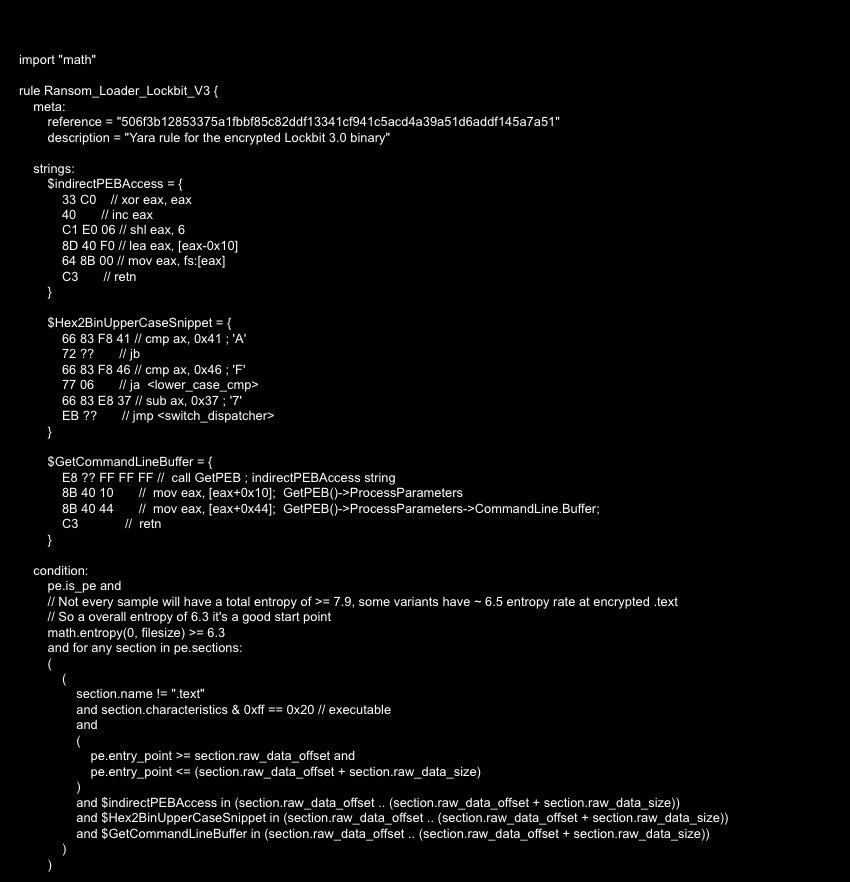 import "math"
rule Ransom_Loader_Lockbit_V3 {
meta:
reference = "506f3b12853375a1fbbf85c82ddf13341cf941c5acd4a39a51d6addf145a7a51"
description = "Yara rule for the encrypted Lockbit 3.0 binary"
strings:
$indirectPEBAccess = {
33 C0 // xor eax, eax
40 // inc eax
C1 E0 06 // shl eax, 6
8D 40 F0 // lea eax, [eax-0x10]
64 8B 00 // mov eax, fs:[eax]
C3 // retn
}
$Hex2BinUpperCaseSnippet = {
66 83 F8 41 // cmp ax, 0x41 ; 'A'
72 ?? // jb
66 83 F8 46 // cmp ax, 0x46 ; 'F'
77 06 // ja <lower_case_cmp>
66 83 E8 37 // sub ax, 0x37 ; '7'
EB ?? // jmp <switch_dispatcher>
}
$GetCommandLineBuffer = {
E8 ?? FF FF FF // call GetPEB ; indirectPEBAccess string
8B 40 10 // mov eax, [eax+0x10]; GetPEB()->ProcessParameters
8B 40 44 // mov eax, [eax+0x44]; GetPEB()->ProcessParameters->CommandLine.Buffer;
C3 // retn
}
condition:
pe.is_pe and
// Not every sample will have a total entropy of >= 7.9, some variants have ~ 6.5 entropy rate at encrypted .text
// So a overall entropy of 6.3 it's a good start point
math.entropy(0, filesize) >= 6.3
and for any section in pe.sections:
(
(
section.name != ".text"
and section.characteristics & 0xff == 0x20 // executable
and
(
pe.entry_point >= section.raw_data_offset and
pe.entry_point <= (section.raw_data_offset + section.raw_data_size)
)
and $indirectPEBAccess in (section.raw_data_offset .. (section.raw_data_offset + section.raw_data_size))
and $Hex2BinUpperCaseSnippet in (section.raw_data_offset .. (section.raw_data_offset + section.raw_data_size))
and $GetCommandLineBuffer in (section.raw_data_offset .. (section.raw_data_offset + section.raw_data_size))
)
)